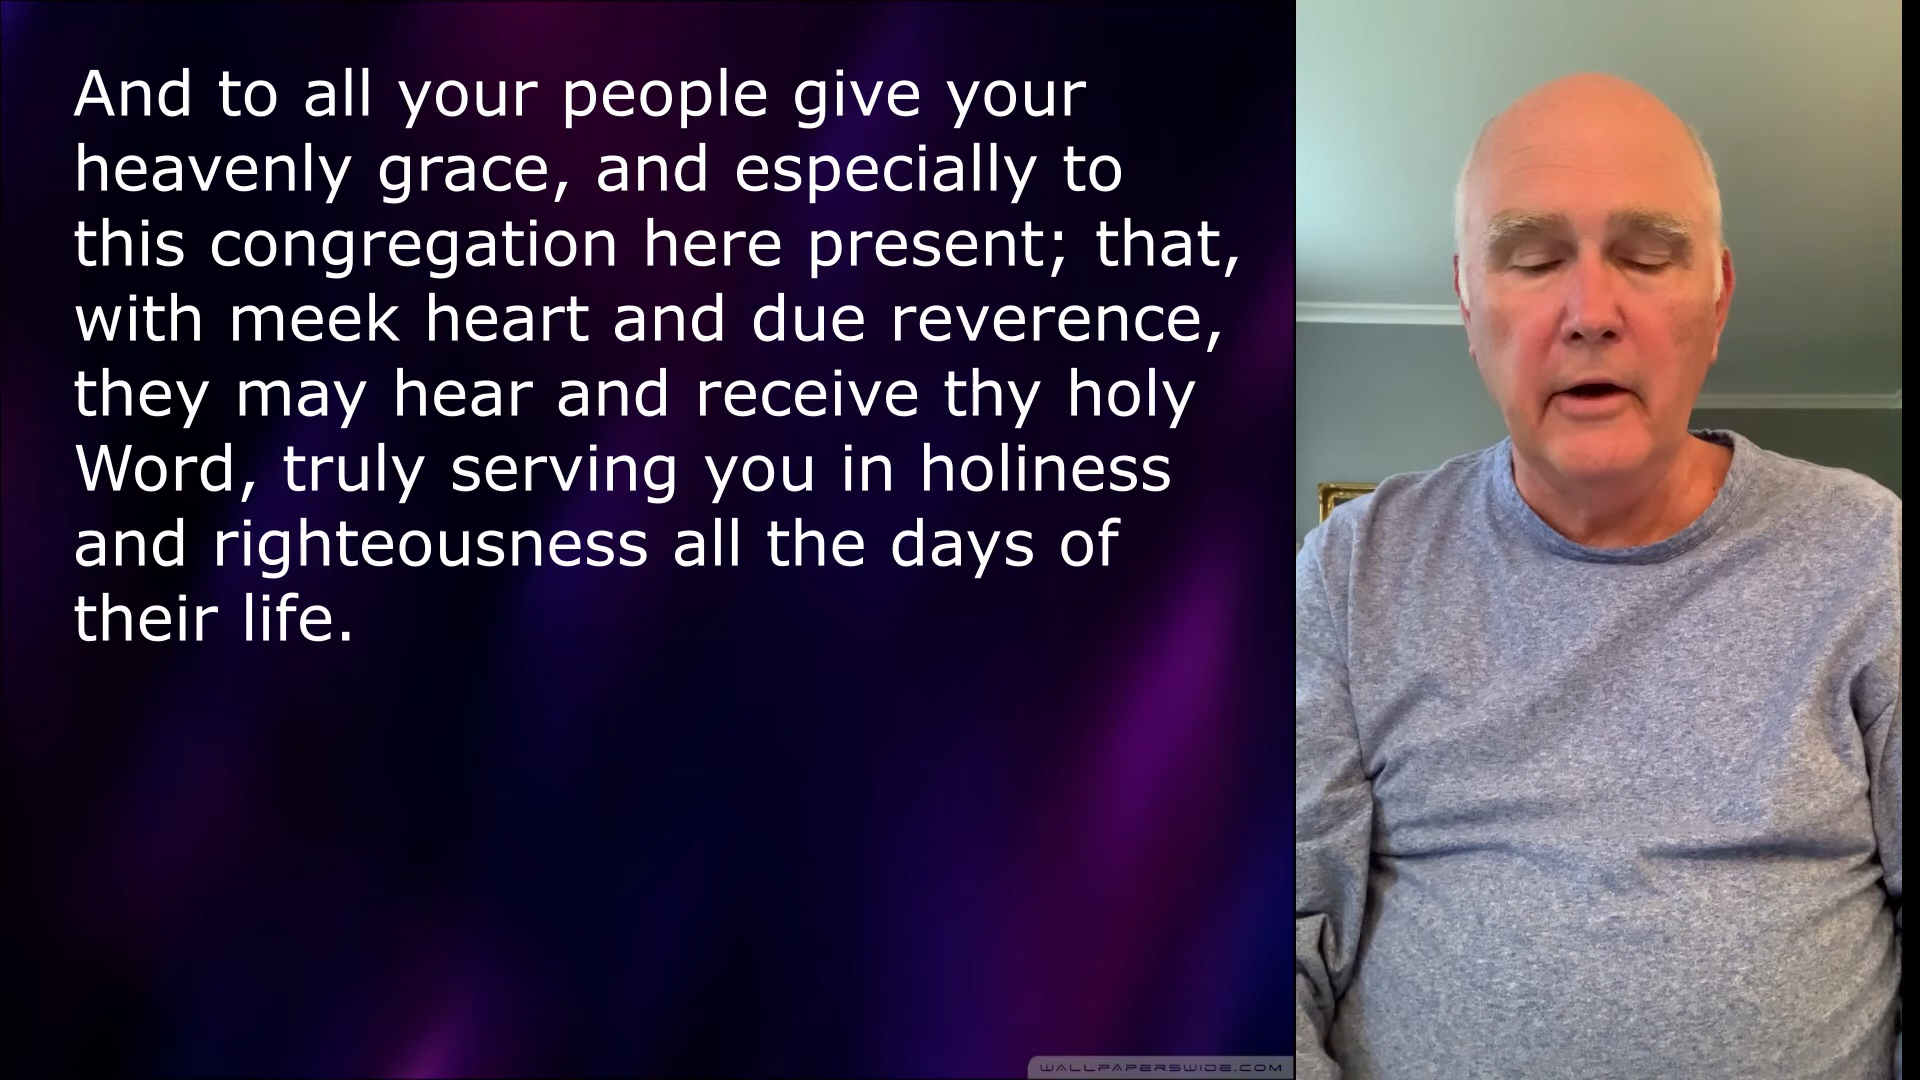 And to all your people give your
heavenly grace, and especially to
this congregation here present; that,
with meek heart and due reverence,
they may hear and receive thy holy
Word, truly serving you in holiness
and righteousness all the days of
their life.
WALLPAPERSWIDE.COM